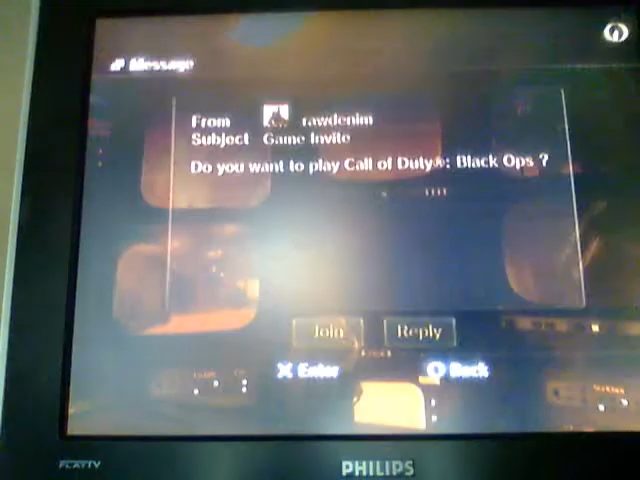 Message
From rawdenim
Subject Game Invite
Do you want to play Call of Duty®: Black Ops ?
Join Reply
Enter Back
FLATTV
PHILIPS